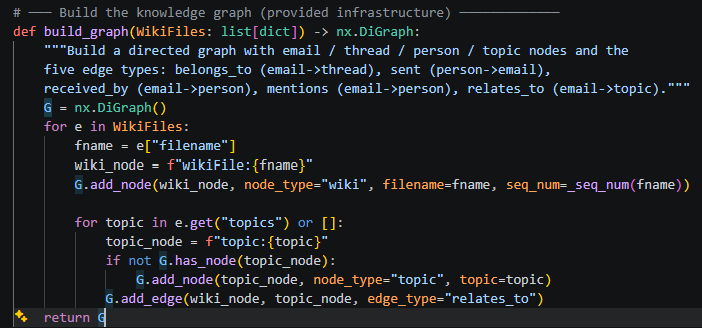 # ─── Build the knowledge graph (provided infrastructure) ─────────────
def build_graph(WikiFiles: list[dict]) -> nx.DiGraph:
    """Build a directed graph with email / thread / person / topic nodes and the
    five edge types: belongs_to (email->thread), sent (person->email),
    received_by (email->person), mentions (email->person), relates_to (email->topic)."""
    G = nx.DiGraph()
    for e in WikiFiles:
        fname = e["filename"]
        wiki_node = f"wikiFile:{fname}"
        G.add_node(wiki_node, node_type="wiki", filename=fname, seq_num=_seq_num(fname))

        for topic in e.get("topics") or []:
            topic_node = f"topic:{topic}"
            if not G.has_node(topic_node):
                G.add_node(topic_node, node_type="topic", topic=topic)
            G.add_edge(wiki_node, topic_node, edge_type="relates_to")
    return G